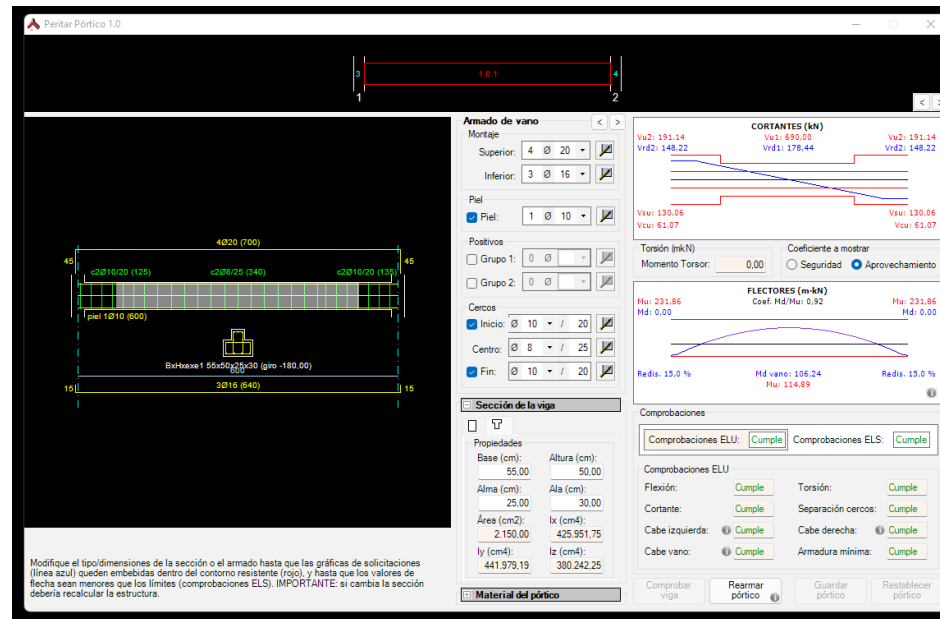 Peritar Pórtico 1.0
3 1.0.1 4
1 2
< >
Armado de vano < >
Montaje
Superior: 4 Ø 20
Inferior: 3 Ø 16
Piel
Piel: 1 Ø 10
Positivos
Grupo 1: 0 Ø
Grupo 2: 0 Ø
Cercos
Inicio: Ø 10 / 20
Centro: Ø 8 / 25
Fin: Ø 10 / 20
Sección de la viga
Propiedades
Base (cm): Altura (cm):
55,00 50,00
Alma (cm): Ala (cm):
25,00 30,00
Área (cm2): Ix (cm4):
2.150,00 425.951,75
Iy (cm4): Iz (cm4):
441.979,19 380.242,25
Material del pórtico
4Ø20 (700)
45 45
c2Ø10/20 (125) c2Ø8/25 (340) c2Ø10/20 (135)
piel 1Ø10 (600)
BxHxexe1 55x50x25x30 (giro -180,00)
600
15 3Ø16 (640) 15
Modifique el tipo/dimensiones de la sección o el armado hasta que las gráficas de solicitaciones
(línea azul) queden embebidas dentro del contorno resistente (rojo), y hasta que los valores de
flecha sean menores que los límites (comprobaciones ELS). IMPORTANTE: si cambia la sección
debería recalcular la estructura.
CORTANTES (kN)
Vu2: 191,14 Vu1: 690,00 Vu2: 191,14
Vrd2: 148,22 Vrd1: 178,44 Vrd2: 148,22
Vsu: 130,06 Vsu: 130,06
Vcu: 61,07 Vcu: 61,07
Torsión (mkN) Coeficiente a mostrar
Momento Torsor: 0,00 Seguridad Aprovechamiento
FLECTORES (m·kN)
Mu: 231,86 Coef. Md/Mu: 0,92 Mu: 231,86
Md: 0,00 Md: 0,00
Redis. 15,0 % Md vano: 106,24 Redis. 15,0 %
Mu: 114,89
Comprobaciones
Comprobaciones ELU: Cumple Comprobaciones ELS: Cumple
Comprobaciones ELU
Flexión: Cumple Torsión: Cumple
Cortante: Cumple Separación cercos: Cumple
Cabe izquierda: Cumple Cabe derecha: Cumple
Cabe vano: Cumple Armadura mínima: Cumple
Comprobar viga
Rearmar pórtico
Guardar pórtico
Restablecer pórtico